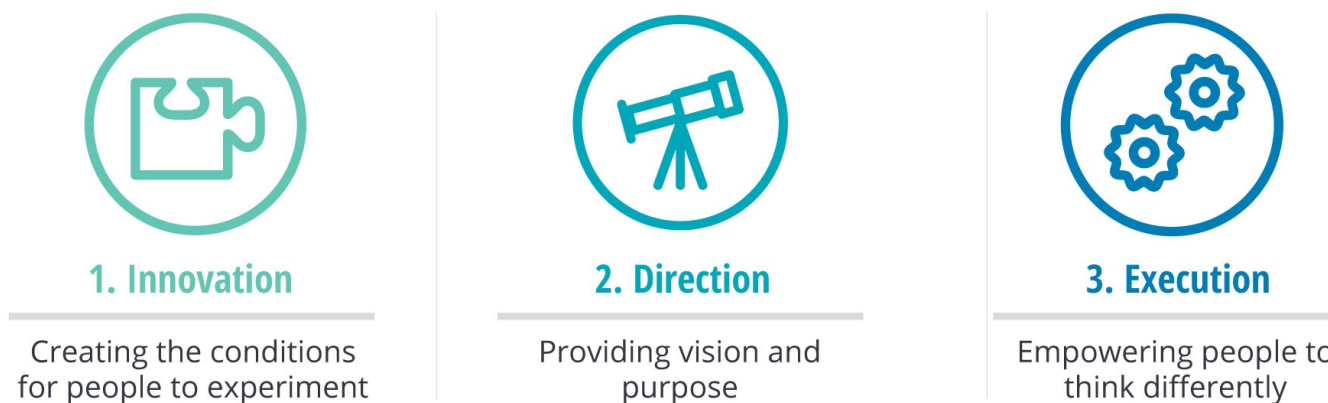 1. Innovation
Creating the conditions
for people to experiment
2. Direction
Providing vision and
purpose
3. Execution
Empowering people to
think differently